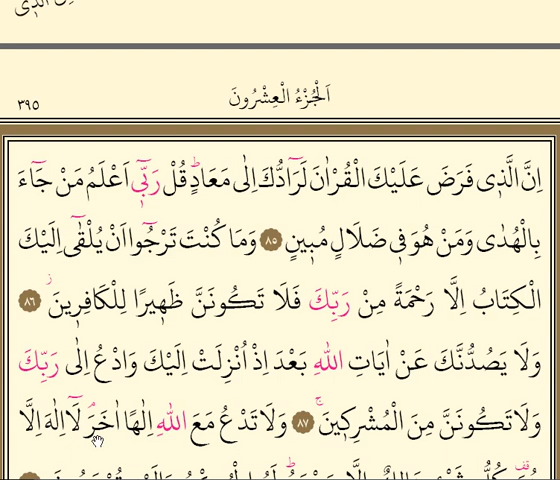 اَلْجُزْءُ الْعِشْرُونَ
٣٩٥
اِنَّ الَّذٖى فَرَضَ عَلَيْكَ الْقُرْاٰنَ لَرَٓادُّكَ اِلٰى مَعَادٍؕ قُلْ رَبّٖٓى اَعْلَمُ مَنْ جَٓاءَ
بِالْهُدٰى وَمَنْ هُوَ فٖى ضَلَالٍ مُبٖينٍ ﴿٨٥﴾ وَمَا كُنْتَ تَرْجُٓوا اَنْ يُلْقٰٓى اِلَيْكَ
الْكِتَابُ اِلَّا رَحْمَةً مِنْ رَبِّكَ فَلَا تَكُونَنَّ ظَهٖيرًا لِلْكَافِرٖينَؗ ﴿٨٦﴾
وَلَا يَصُدُّنَّكَ عَنْ اٰيَاتِ اللّٰهِ بَعْدَ اِذْ اُنْزِلَتْ اِلَيْكَ وَادْعُ اِلٰى رَبِّكَ
وَلَا تَكُونَنَّ مِنَ الْمُشْرِكٖينَۚ ﴿٨٧﴾ وَلَا تَدْعُ مَعَ اللّٰهِ اِلٰهًا اٰخَرَۘ لَٓا اِلٰهَ اِلَّا